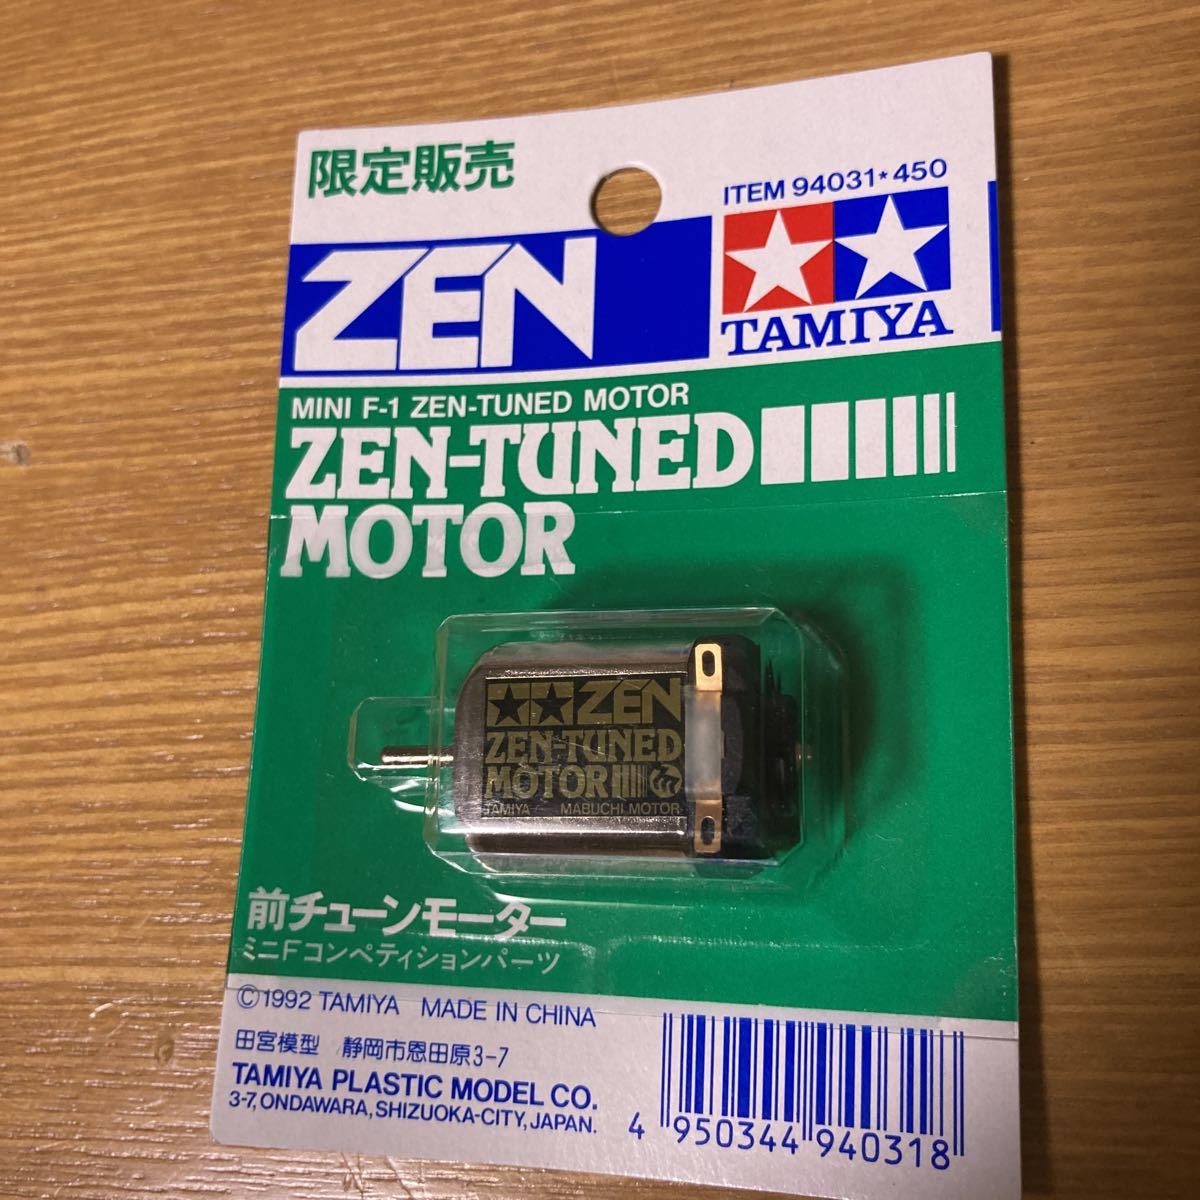 限定販売
ITEM 94031*450
ZEN
TAMIYA
MINI F-1 ZEN-TUNED MOTOR
ZEN-TUNED
MOTOR
ZEN
ZEN-TUNED
MOTOR
TAMIYA MABUCHI MOTOR
前チューンモーター
ミニFコンペティションパーツ
©1992 TAMIYA MADE IN CHINA
田宮模型 静岡市恩田原3-7
TAMIYA PLASTIC MODEL CO.
3-7, ONDAWARA, SHIZUOKA-CITY, JAPAN.
4 950344 940318